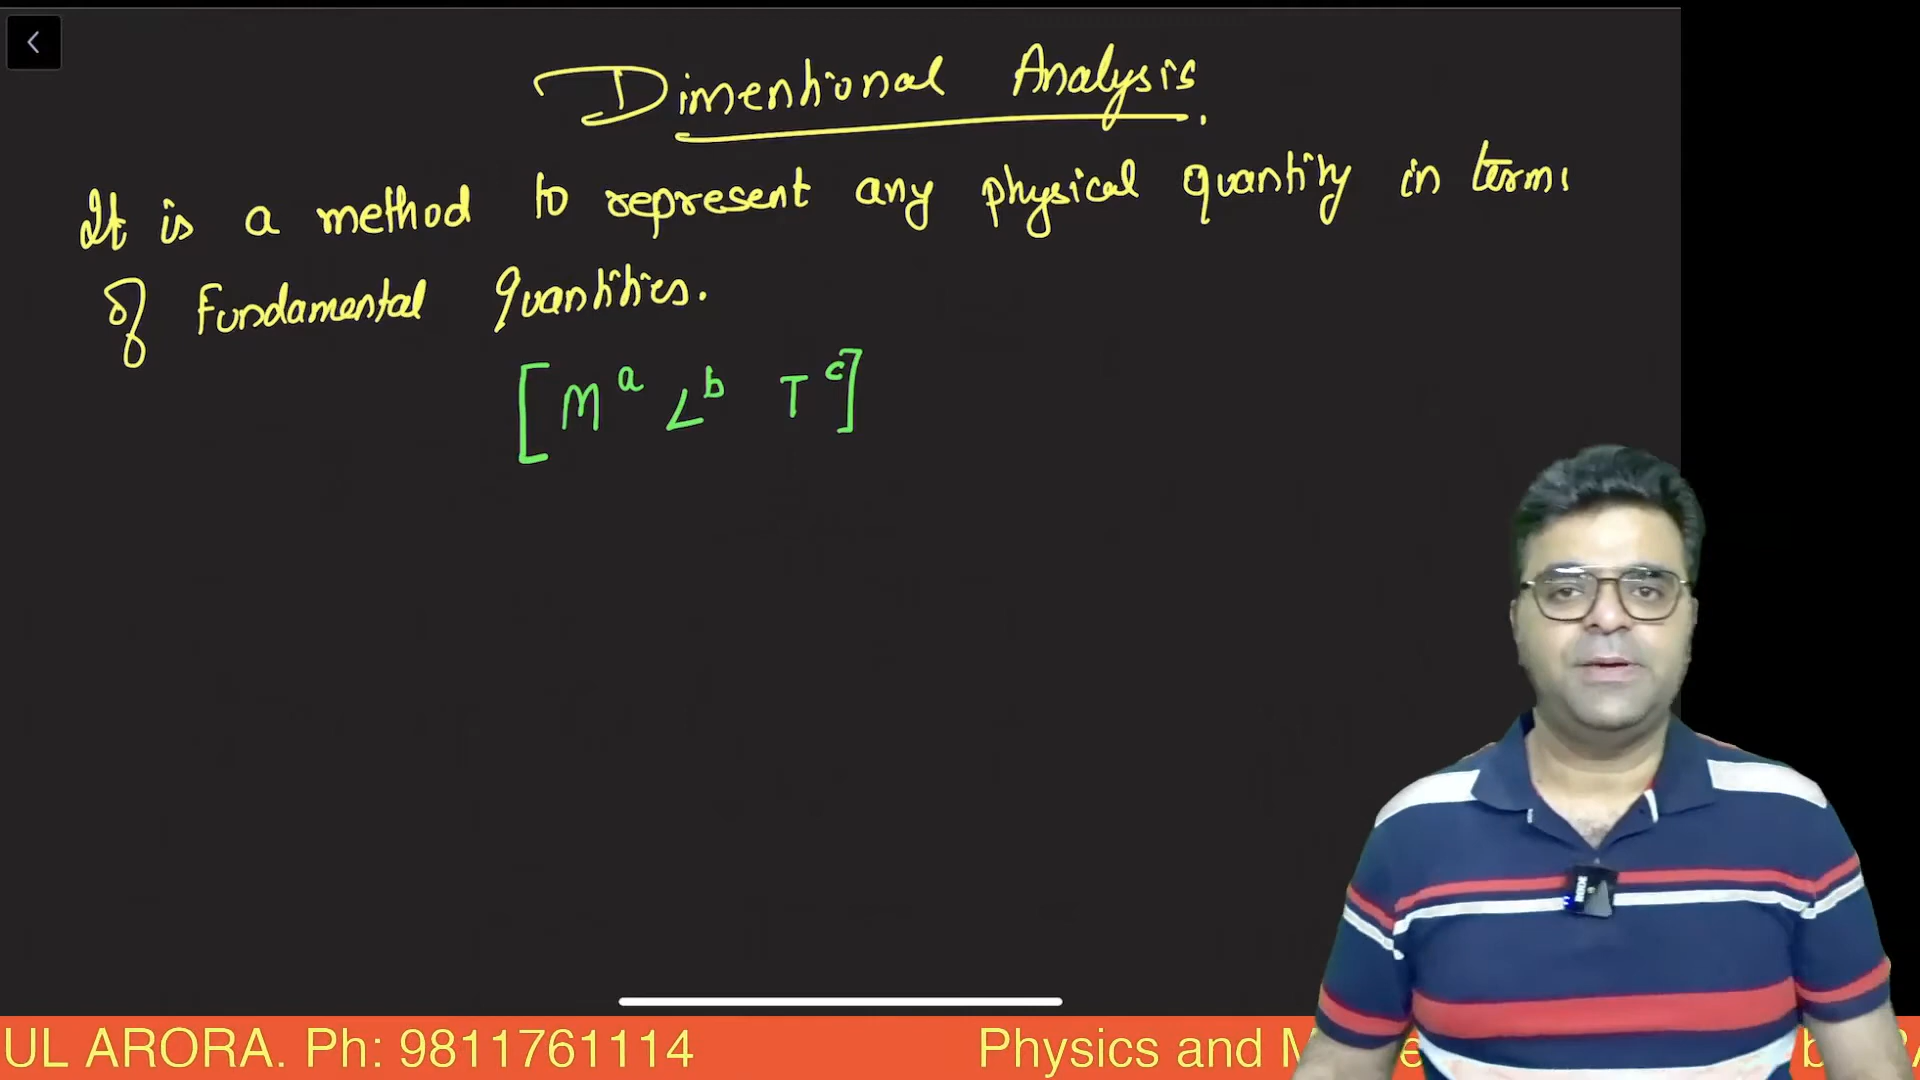 Dimentional Analysis.
It is a method to represent any physical quantity in terms
of Fundamental Quantities.
[M^a L^b T^c]
UL ARORA. Ph: 9811761114 Physics and M